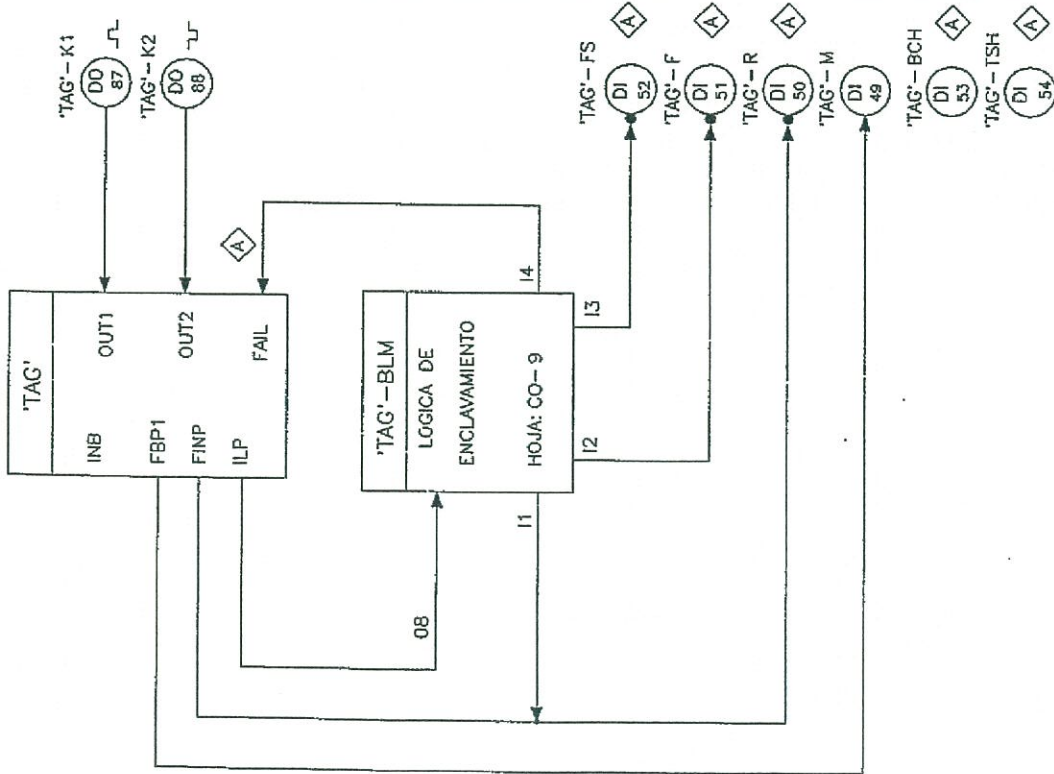 'TAG'
INB
FBP1
FINP
ILP
OUT1
OUT2
FAIL
'TAG'-K1
DO
87
'TAG'-K2
DO
88
A
'TAG'-BLM
LOGICA DE
ENCLAVAMIENTO
HOJA: CO-9
08
I1
I2
I3
I4
'TAG'-FS
DI
52
A
'TAG'-F
DI
51
A
'TAG'-R
DI
50
A
'TAG'-M
DI
49
'TAG'-BCH
DI
53
A
'TAG'-TSH
DI
54
A